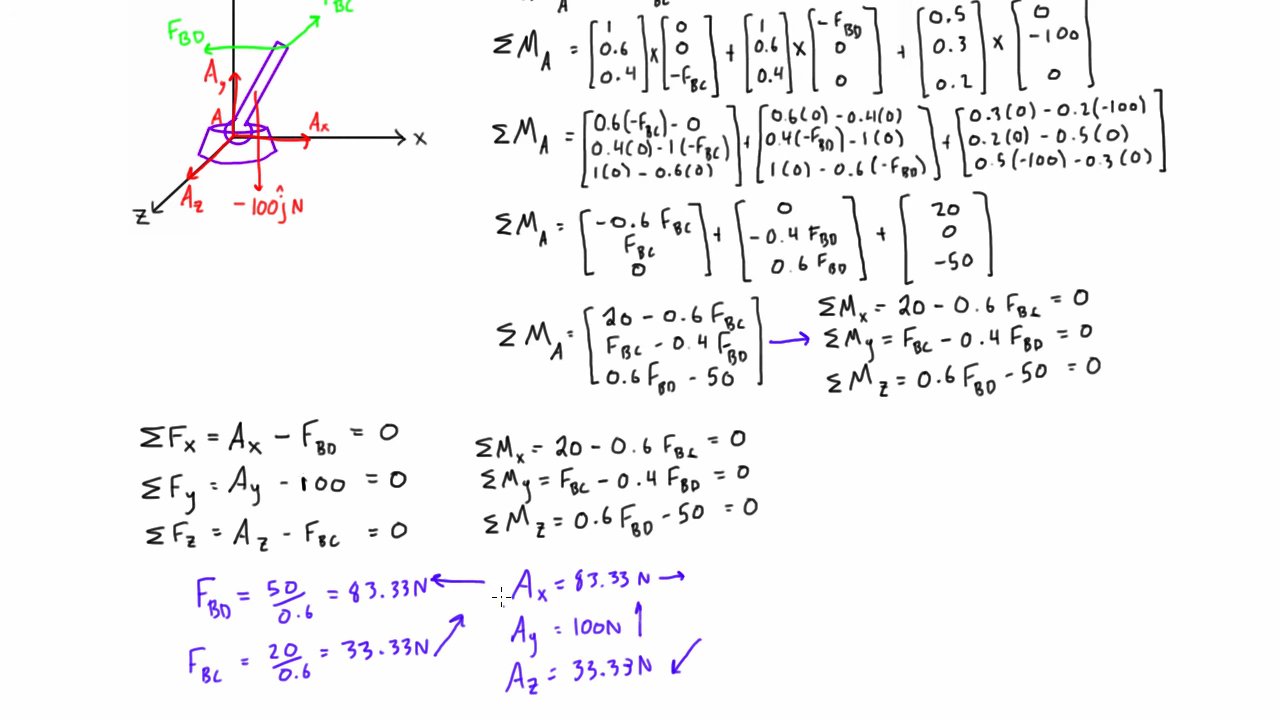 F_BC
F_BD
A_y
A
A_x
x
A_z
z
-100ĵN
A BC
ΣM_A = [1 0.6 0.4] × [0 0 -F_BC] + [1 0.6 0.4] × [-F_BD 0 0] + [0.5 0.3 0.2] × [0 -100 0]
ΣM_A = [0.6(-F_BC) - 0 0.4(0) - 1(-F_BC) 1(0) - 0.6(0)] + [0.6(0) - 0.4(0) 0.4(-F_BD) - 1(0) 1(0) - 0.6(-F_BD)] + [0.3(0) - 0.2(-100) 0.2(0) - 0.5(0) 0.5(-100) - 0.3(0)]
ΣM_A = [-0.6 F_BC F_BC 0] + [0 -0.4 F_BD 0.6 F_BD] + [20 0 -50]
ΣM_A = [20 - 0.6 F_BC F_BC - 0.4 F_BD 0.6 F_BD - 50] →
ΣM_x = 20 - 0.6 F_BC = 0
ΣM_y = F_BC - 0.4 F_BD = 0
ΣM_z = 0.6 F_BD - 50 = 0
ΣF_x = A_x - F_BD = 0
ΣF_y = A_y - 100 = 0
ΣF_z = A_z - F_BC = 0
ΣM_x = 20 - 0.6 F_BC = 0
ΣM_y = F_BC - 0.4 F_BD = 0
ΣM_z = 0.6 F_BD - 50 = 0
F_BD = 50/0.6 = 83.33N ←
F_BC = 20/0.6 = 33.33N ↗
A_x = 83.33 N →
A_y = 100N ↑
A_z = 33.33N ↙